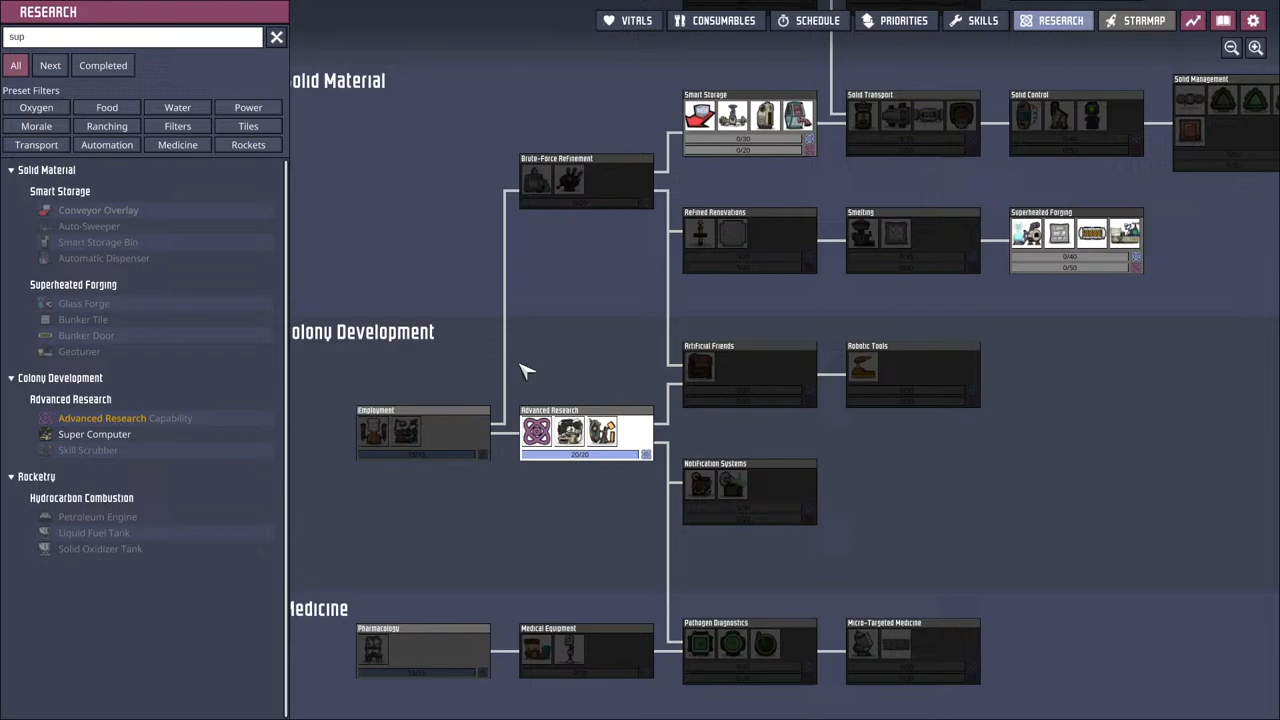 RESEARCH
VITALS
CONSUMABLES
SCHEDULE
PRIORITIES
SKILLS
RESEARCH
STARMAP
sup
All
Next
Completed
Preset Filters
Oxygen
Food
Water
Power
Morale
Ranching
Filters
Tiles
Transport
Automation
Medicine
Rockets
Solid Material
Smart Storage
Conveyor Overlay
Auto-Sweeper
Smart Storage Bin
Automatic Dispenser
Superheated Forging
Glass Forge
Bunker Tile
Bunker Door
Geotuner
Colony Development
Advanced Research
Advanced Research Capability
Super Computer
Skill Scrubber
Rocketry
Hydrocarbon Combustion
Petroleum Engine
Liquid Fuel Tank
Solid Oxidizer Tank
olid Material
Smart Storage
0/30
0/20
Solid Transport
Solid Control
Solid Management
Brute-Force Refinement
Refined Renovations
Smelting
Superheated Forging
0/40
0/50
olony Development
Artificial Friends
Robotic Tools
Employment
Advanced Research
20/20
Notification Systems
Medicine
Pharmacology
Medical Equipment
Pathogen Diagnostics
Micro-Targeted Medicine